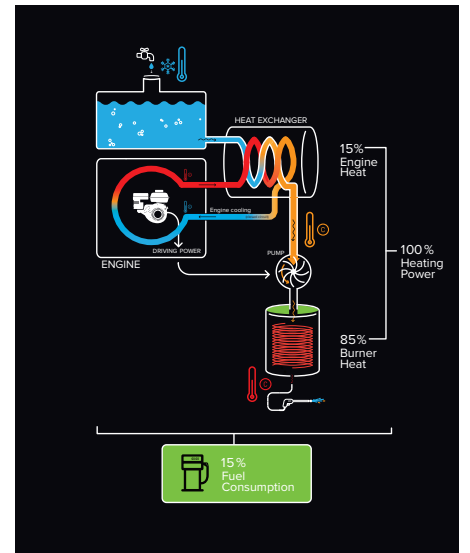 HEAT EXCHANGER
15%
Engine
Heat
Engine cooling
DRIVING POWER
ENGINE
PUMP
C
100%
Heating
Power
85%
Burner
Heat
C
15%
Fuel
Consumption